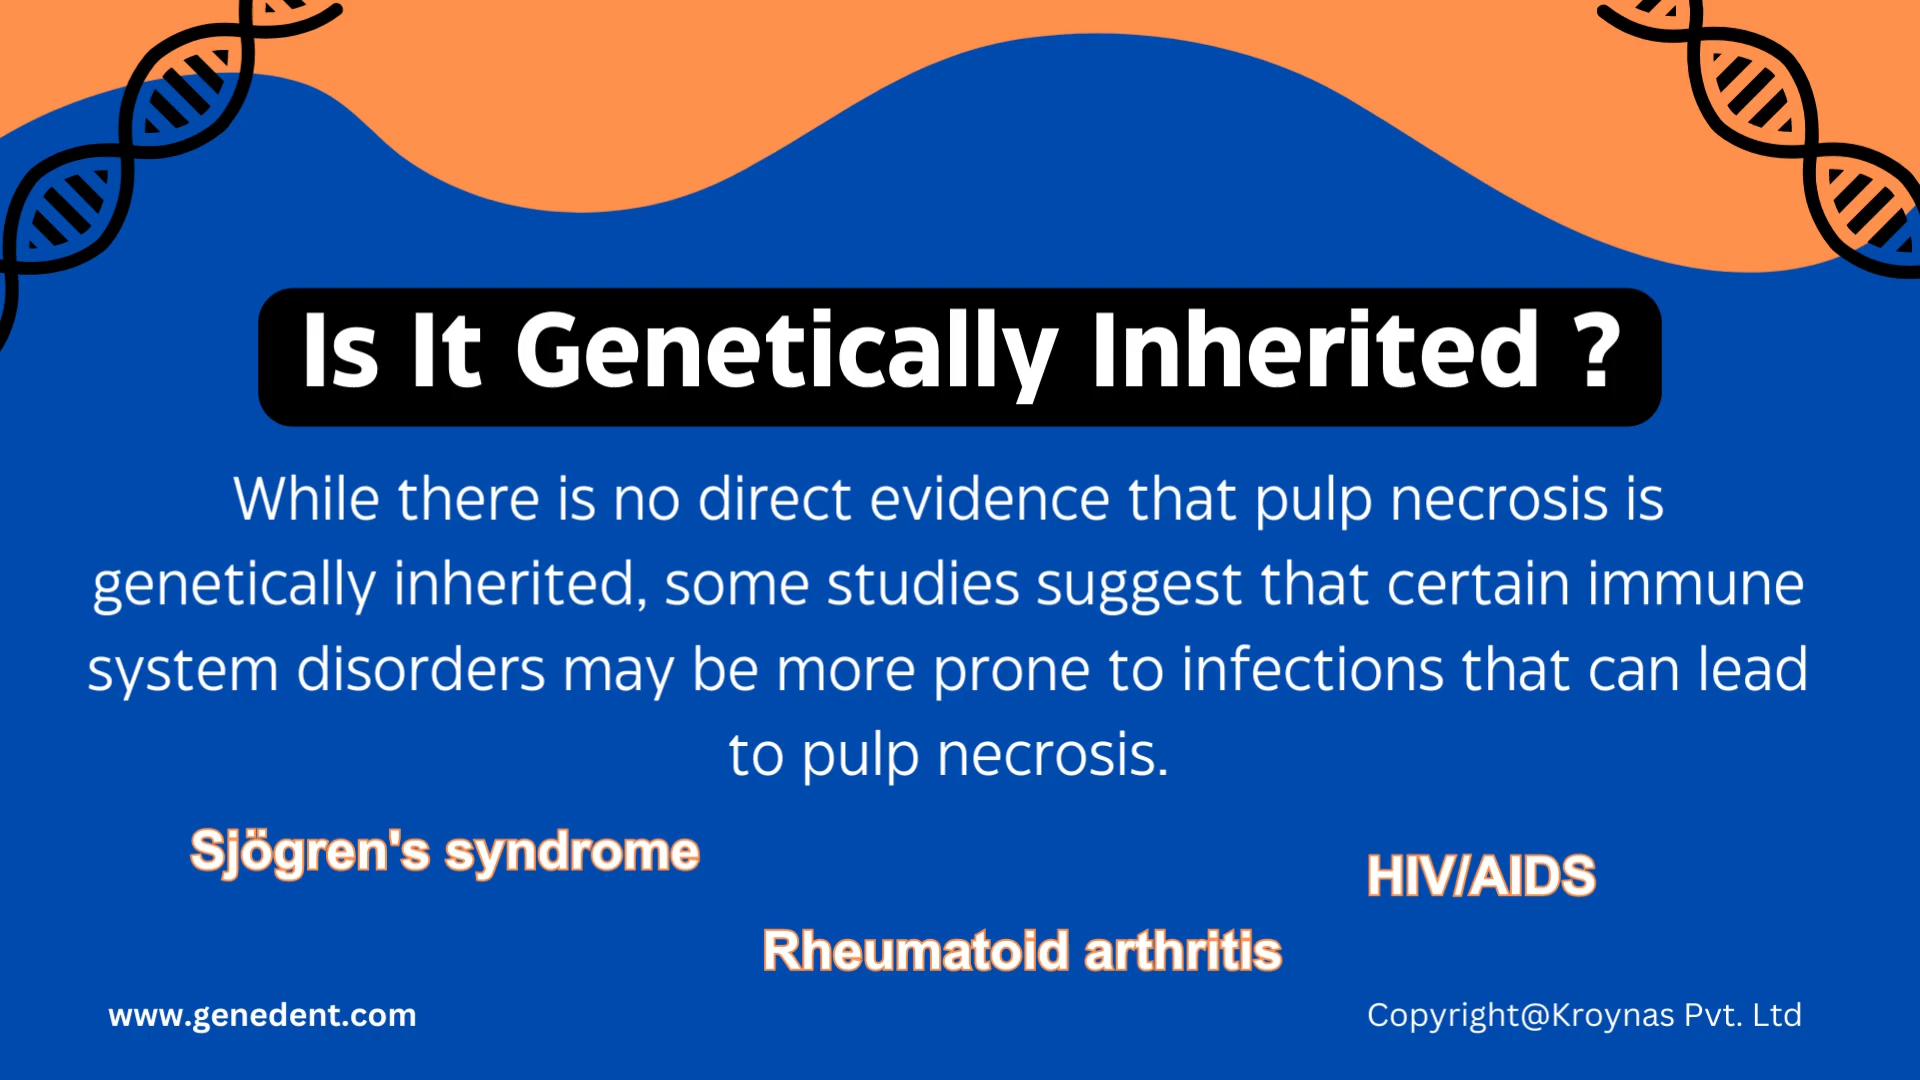 Is It Genetically Inherited ?
While there is no direct evidence that pulp necrosis is
genetically inherited, some studies suggest that certain immune
system disorders may be more prone to infections that can lead
to pulp necrosis.
Sjögren's syndrome
HIV/AIDS
Rheumatoid arthritis
www.genedent.com
Copyright@Kroynas Pvt. Ltd